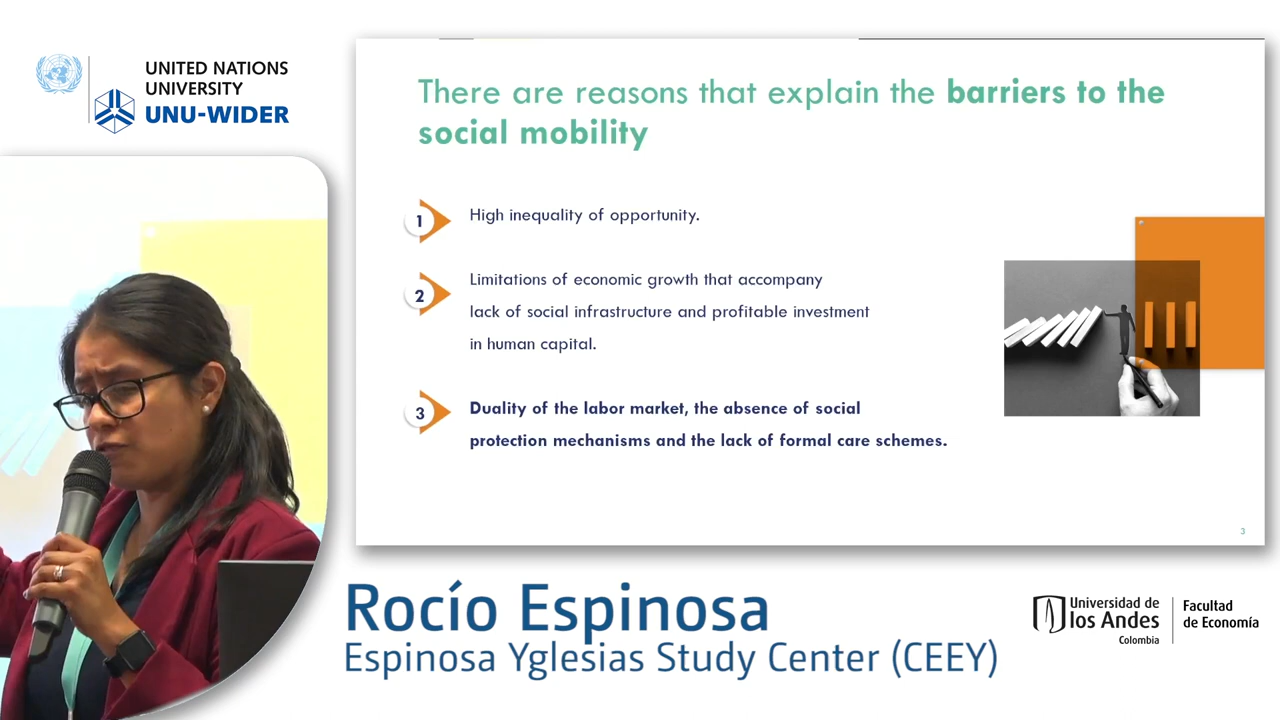 UNITED NATIONS
UNIVERSITY
UNU-WIDER
There are reasons that explain the barriers to the
social mobility
1
High inequality of opportunity.
2
Limitations of economic growth that accompany
lack of social infrastructure and profitable investment
in human capital.
3
Duality of the labor market, the absence of social
protection mechanisms and the lack of formal care schemes.
3
Rocío Espinosa
Espinosa Yglesias Study Center (CEEY)
Universidad de
los Andes
Colombia
Facultad
de Economía